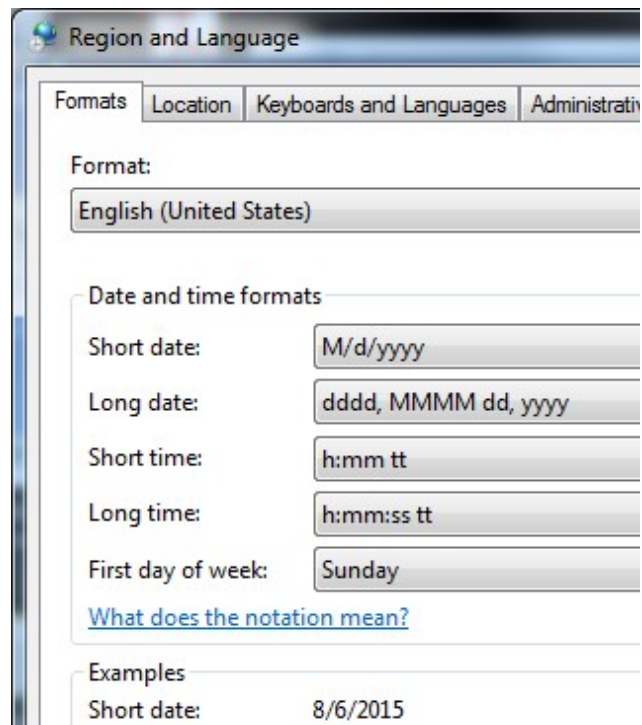 Region and Language
Formats Location Keyboards and Languages
Format:
English (United States)
Date and time formats
Short date: M/d/yyyy
Long date: dddd, MMMM dd, yyyy
Short time: h:mm tt
Long time: h:mm:ss tt
First day of week: Sunday
What does the notation mean?
Examples
Short date: 8/6/2015